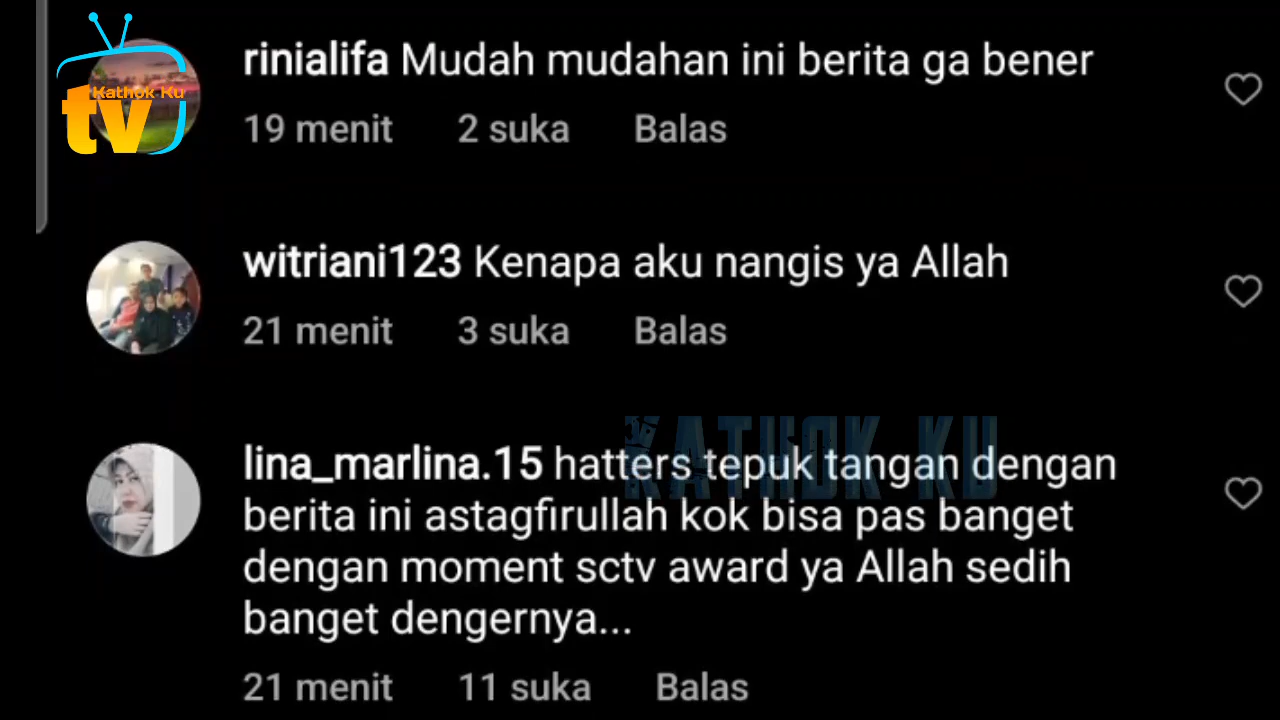 Kathok Ku
tv
rinialifa Mudah mudahan ini berita ga bener
19 menit 2 suka Balas
witriani123 Kenapa aku nangis ya Allah
21 menit 3 suka Balas
KATHOK KU
lina_marlina.15 hatters tepuk tangan dengan
berita ini astagfirullah kok bisa pas banget
dengan moment sctv award ya Allah sedih
banget dengernya...
21 menit 11 suka Balas